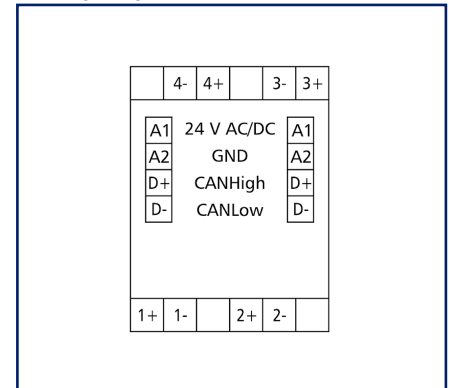 4- 4+ 3- 3+
A1 24 V AC/DC A1
A2 GND A2
D+ CANHigh D+
D- CANLow D-
1+ 1- 2+ 2-